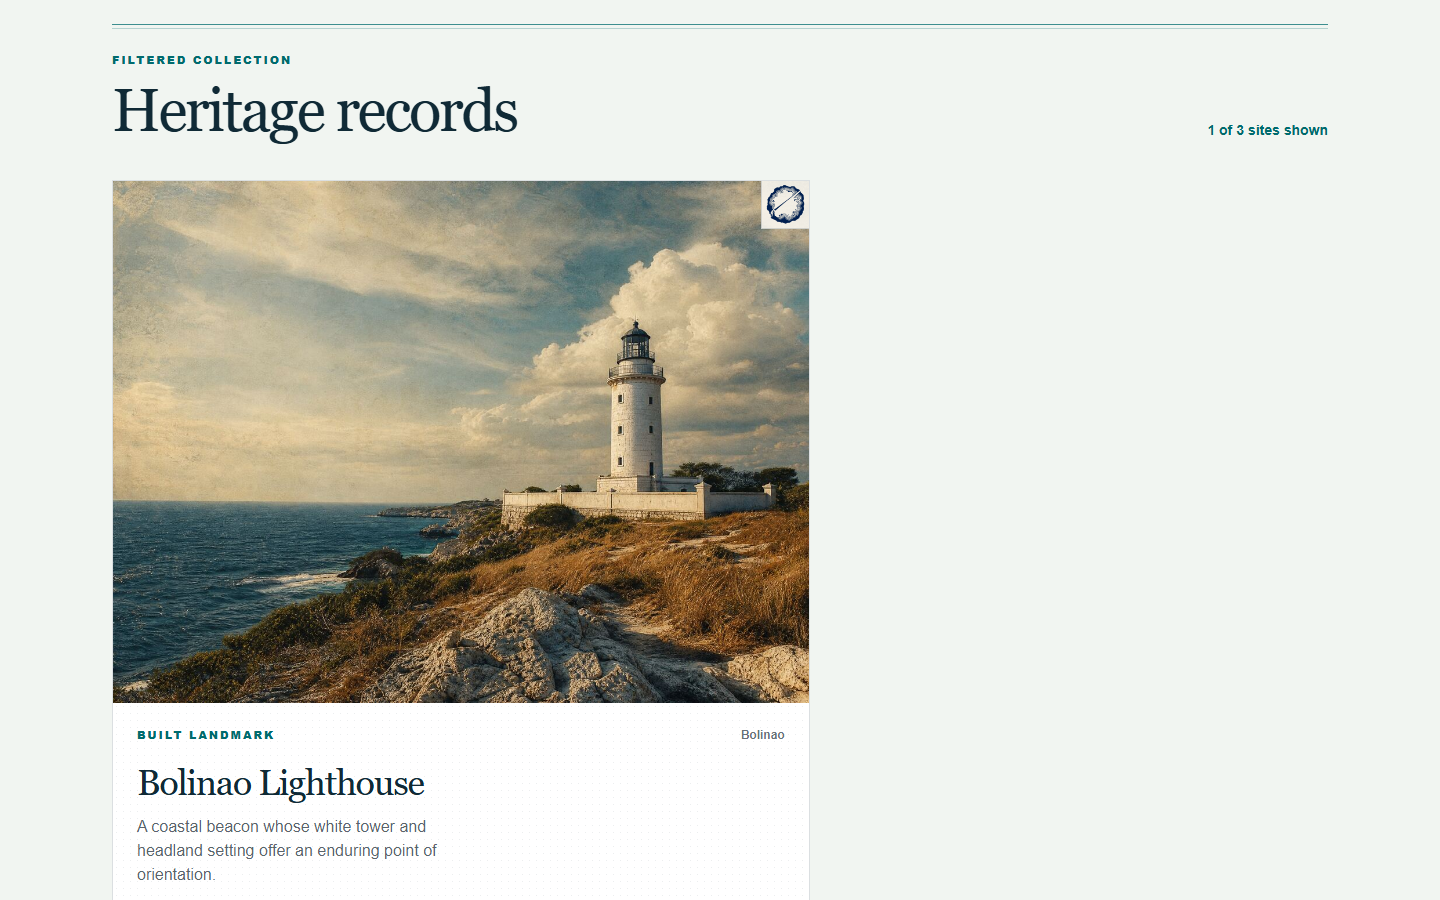 FILTERED COLLECTION
Heritage records
1 of 3 sites shown
BUILT LANDMARK
Bolinao
Bolinao Lighthouse
A coastal beacon whose white tower and
headland setting offer an enduring point of
orientation.